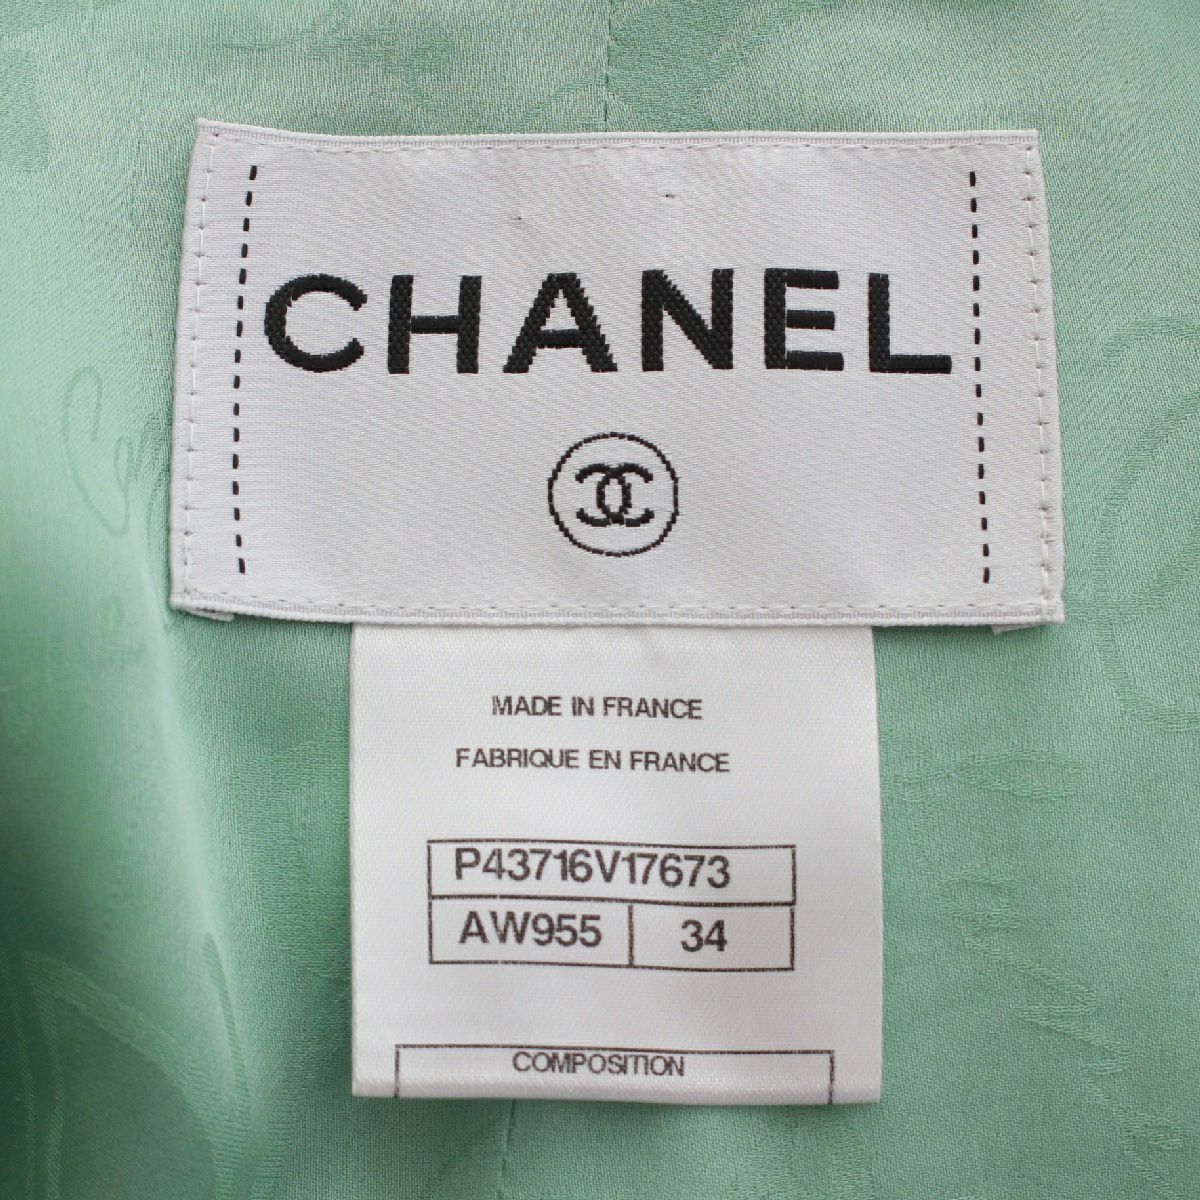 CHANEL
MADE IN FRANCE
FABRIQUE EN FRANCE
P43716V17673
AW955 34
COMPOSITION